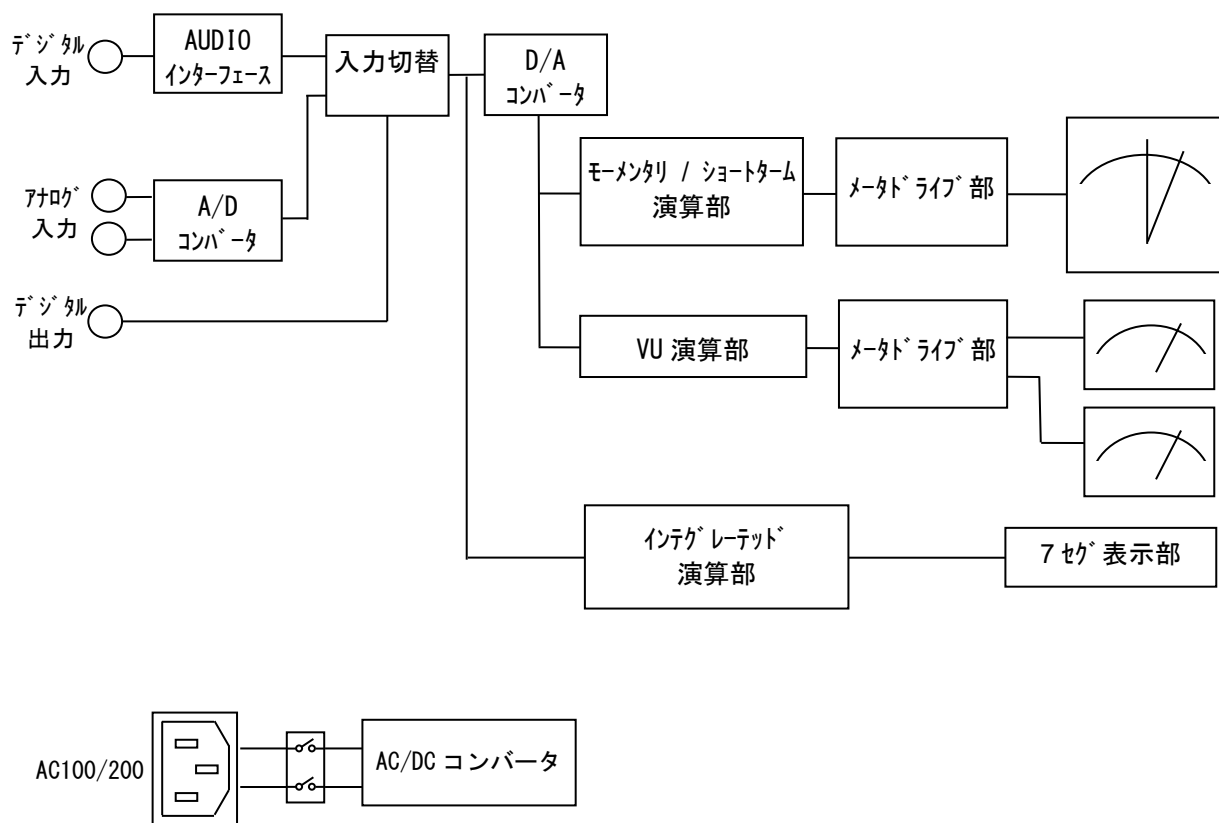 ﾃﾞｼﾞﾀﾙ
入力
AUDIO
ｲﾝﾀｰﾌｪｰｽ
入力切替
D/A
ｺﾝﾊﾞｰﾀ
ｱﾅﾛｸﾞ
入力
A/D
ｺﾝﾊﾞｰﾀ
ﾓｰﾒﾝﾀﾘ / ｼｮｰﾄﾀｰﾑ
演算部
ﾒｰﾀﾄﾞﾗｲﾌﾞ部
ﾃﾞｼﾞﾀﾙ
出力
VU 演算部
ﾒｰﾀﾄﾞﾗｲﾌﾞ部
ｲﾝﾃｸﾞﾚｰﾃｯﾄﾞ
演算部
７ｾｸﾞ表示部
AC100/200
AC/DC コンバータ